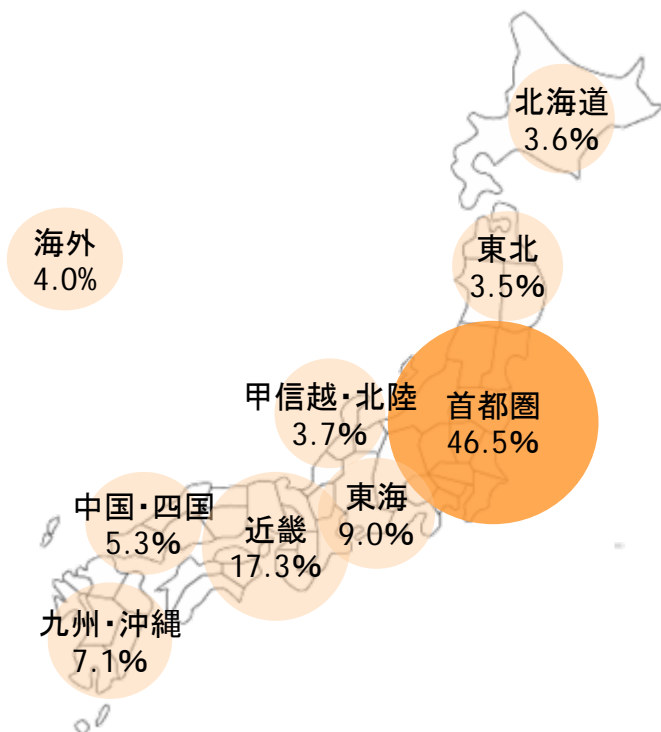 北海道
3.6%
海外
4.0%
東北
3.5%
甲信越・北陸
3.7%
首都圏
46.5%
中国・四国
5.3%
近畿
17.3%
東海
9.0%
九州・沖縄
7.1%